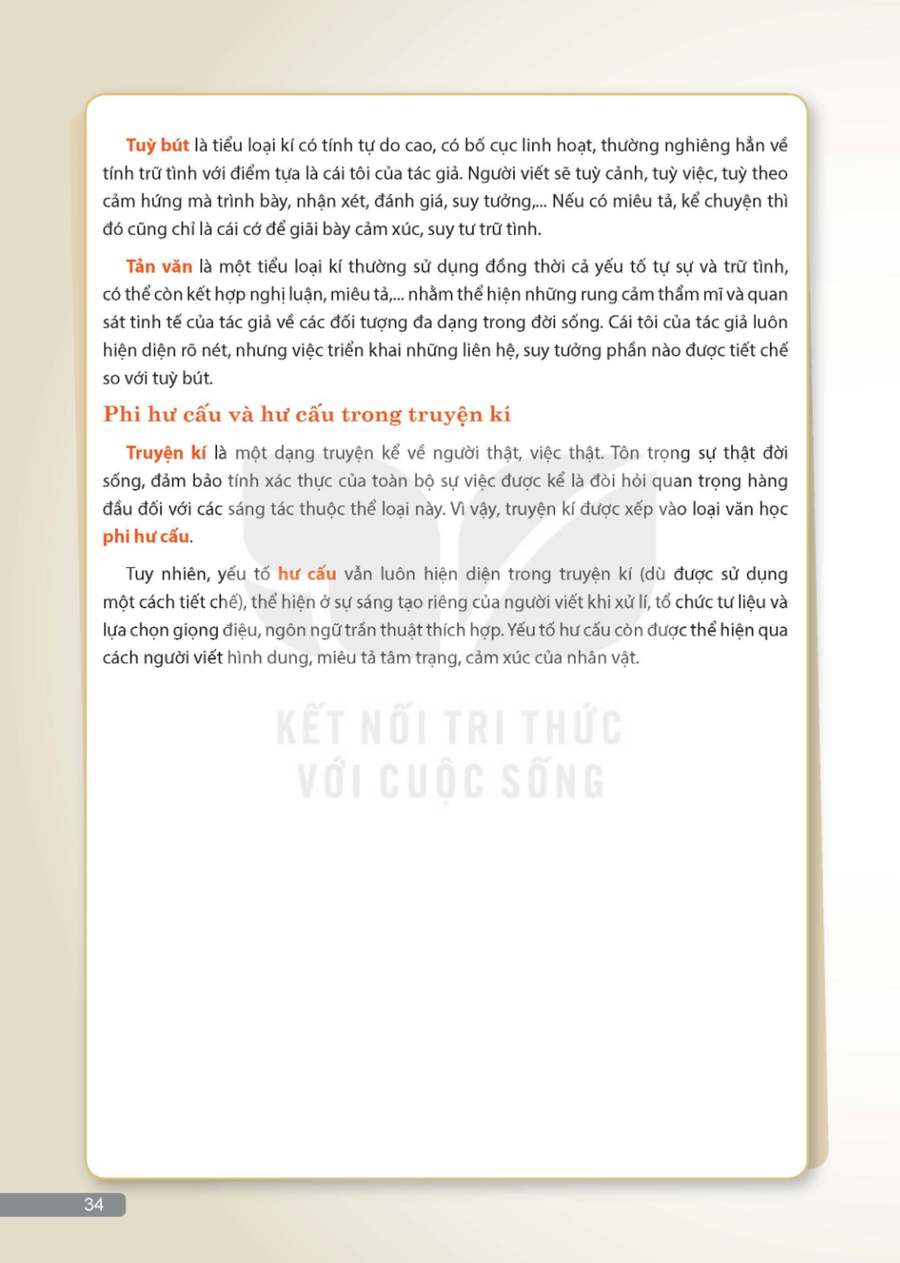 Tuỳ bút là tiểu loại kí có tính tự do cao, có bố cục linh hoạt, thường nghiêng hẳn về
tính trữ tình với điểm tựa là cái tôi của tác giả. Người viết sẽ tuỳ cảnh, tuỳ việc, tuỳ theo
cảm hứng mà trình bày, nhận xét, đánh giá, suy tưởng,... Nếu có miêu tả, kể chuyện thì
đó cũng chỉ là cái cớ để giãi bày cảm xúc, suy tư trữ tình.
Tản văn là một tiểu loại kí thường sử dụng đồng thời cả yếu tố tự sự và trữ tình,
có thể còn kết hợp nghị luận, miêu tả,... nhằm thể hiện những rung cảm thẩm mĩ và quan
sát tinh tế của tác giả về các đối tượng đa dạng trong đời sống. Cái tôi của tác giả luôn
hiện diện rõ nét, nhưng việc triển khai những liên hệ, suy tưởng phần nào được tiết chế
so với tuỳ bút.
Phi hư cấu và hư cấu trong truyện kí
Truyện kí là một dạng truyện kể về người thật, việc thật. Tôn trọng sự thật đời
sống, đảm bảo tính xác thực của toàn bộ sự việc được kể là đòi hỏi quan trọng hàng
đầu đối với các sáng tác thuộc thể loại này. Vì vậy, truyện kí được xếp vào loại văn học
phi hư cấu.
Tuy nhiên, yếu tố hư cấu vẫn luôn hiện diện trong truyện kí (dù được sử dụng
một cách tiết chế), thể hiện ở sự sáng tạo riêng của người viết khi xử lí, tổ chức tư liệu và
lựa chọn giọng điệu, ngôn ngữ trần thuật thích hợp. Yếu tố hư cấu còn được thể hiện qua
cách người viết hình dung, miêu tả tâm trạng, cảm xúc của nhân vật.
KẾT NỐI TRI THỨC
VỚI CUỘC SỐNG
34